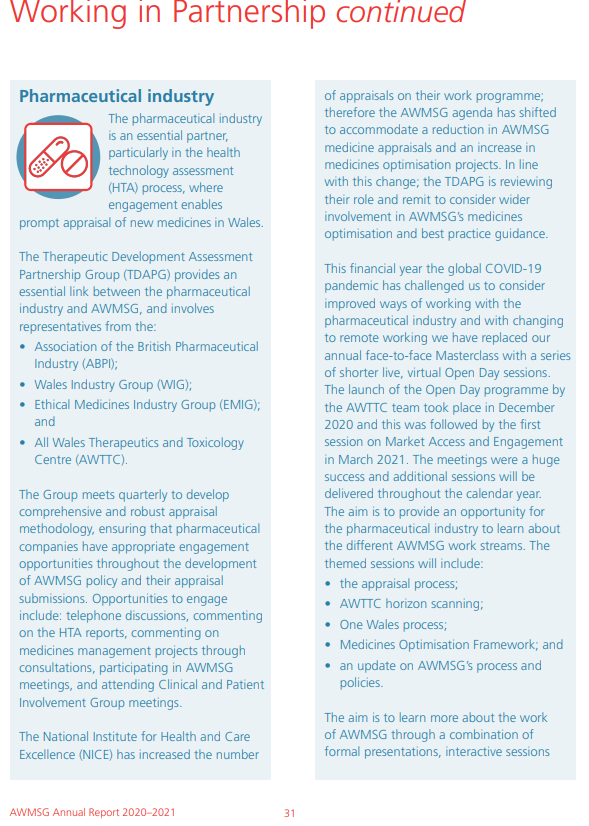 Working in Partnership continued
Pharmaceutical industry
The pharmaceutical industry
is an essential partner,
particularly in the health
technology assessment
(HTA) process, where
engagement enables
prompt appraisal of new medicines in Wales.
The Therapeutic Development Assessment
Partnership Group (TDAPG) provides an
essential link between the pharmaceutical
industry and AWMSG, and involves
representatives from the:
• Association of the British Pharmaceutical
Industry (ABPI);
• Wales Industry Group (WIG);
• Ethical Medicines Industry Group (EMIG);
and
• All Wales Therapeutics and Toxicology
Centre (AWTTC).
The Group meets quarterly to develop
comprehensive and robust appraisal
methodology, ensuring that pharmaceutical
companies have appropriate engagement
opportunities throughout the development
of AWMSG policy and their appraisal
submissions. Opportunities to engage
include: telephone discussions, commenting
on the HTA reports, commenting on
medicines management projects through
consultations, participating in AWMSG
meetings, and attending Clinical and Patient
Involvement Group meetings.
The National Institute for Health and Care
Excellence (NICE) has increased the number
of appraisals on their work programme;
therefore the AWMSG agenda has shifted
to accommodate a reduction in AWMSG
medicine appraisals and an increase in
medicines optimisation projects. In line
with this change; the TDAPG is reviewing
their role and remit to consider wider
involvement in AWMSG's medicines
optimisation and best practice guidance.
This financial year the global COVID-19
pandemic has challenged us to consider
improved ways of working with the
pharmaceutical industry and with changing
to remote working we have replaced our
annual face-to-face Masterclass with a series
of shorter live, virtual Open Day sessions.
The launch of the Open Day programme by
the AWTTC team took place in December
2020 and this was followed by the first
session on Market Access and Engagement
in March 2021. The meetings were a huge
success and additional sessions will be
delivered throughout the calendar year.
The aim is to provide an opportunity for
the pharmaceutical industry to learn about
the different AWMSG work streams. The
themed sessions will include:
• the appraisal process;
• AWTTC horizon scanning;
• One Wales process;
• Medicines Optimisation Framework; and
• an update on AWMSG's process and
policies.
The aim is to learn more about the work
of AWMSG through a combination of
formal presentations, interactive sessions
AWMSG Annual Report 2020–2021
31